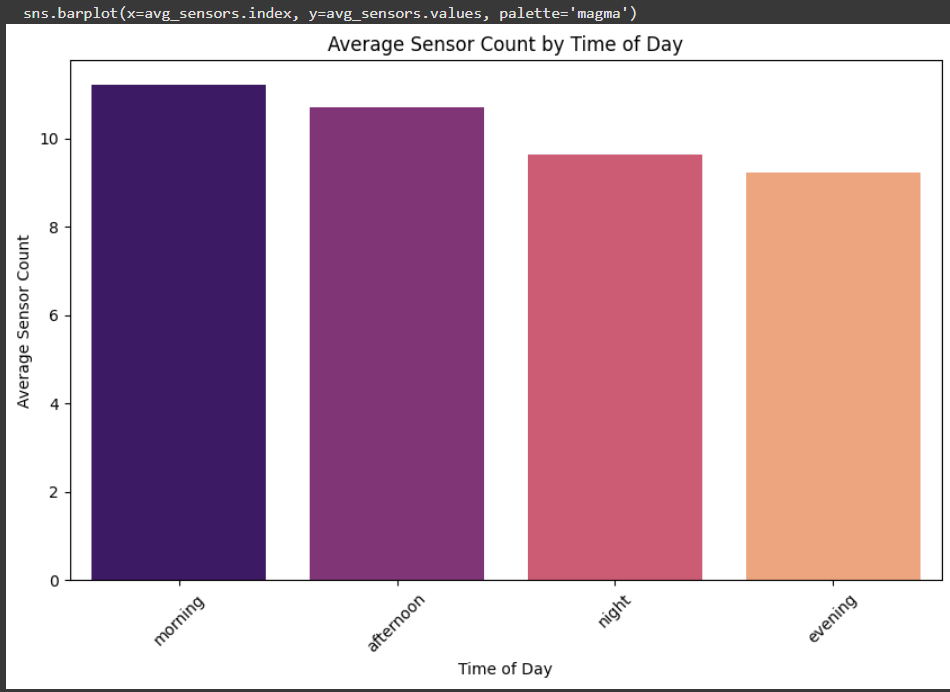 sns.barplot(x=avg_sensors.index, y=avg_sensors.values, palette='magma')
Average Sensor Count by Time of Day
Average Sensor Count
10
8
6
4
2
0
morning
afternoon
night
evening
Time of Day